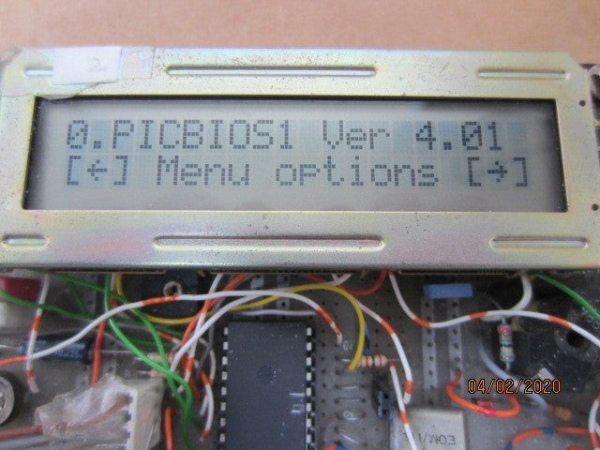 2
0.PICBIOS1 Ver 4.01
[←] Menu options [→]
04/02/2020